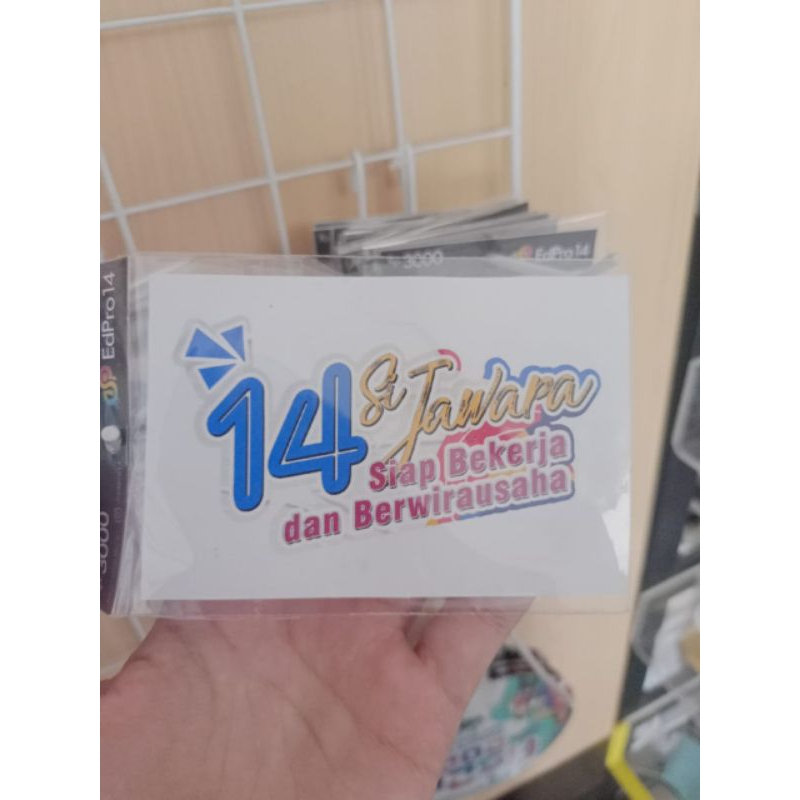 3000
EdPro14
EdPro14
3000
14 Si Jawara
Siap Bekerja
dan Berwirausaha